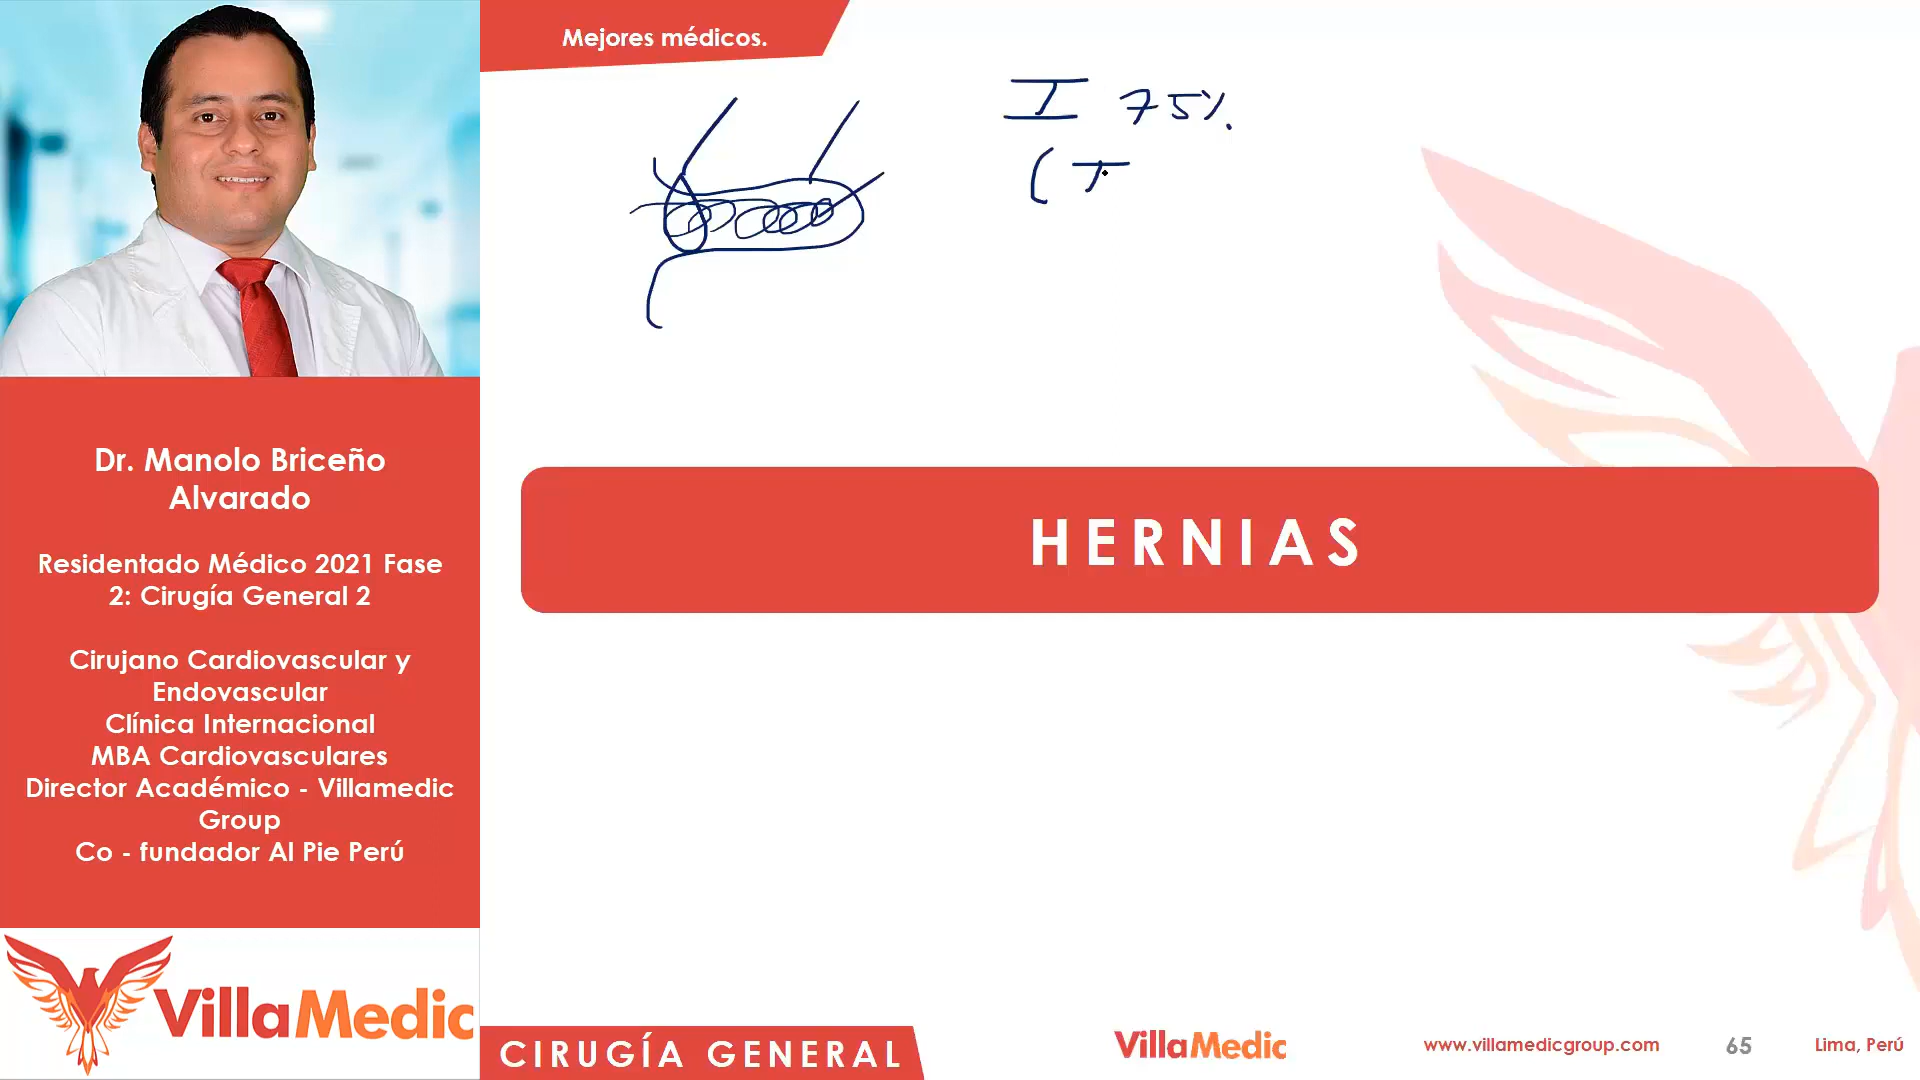 Mejores médicos.
I 75%.
( I
Dr. Manolo Briceño
Alvarado
Residentado Médico 2021 Fase
2: Cirugía General 2
Cirujano Cardiovascular y
Endovascular
Clínica Internacional
MBA Cardiovasculares
Director Académico - Villamedic
Group
Co - fundador Al Pie Perú
VillaMedic
HERNIAS
CIRUGÍA GENERAL
VillaMedic
www.villamedicgroup.com
65
Lima, Perú